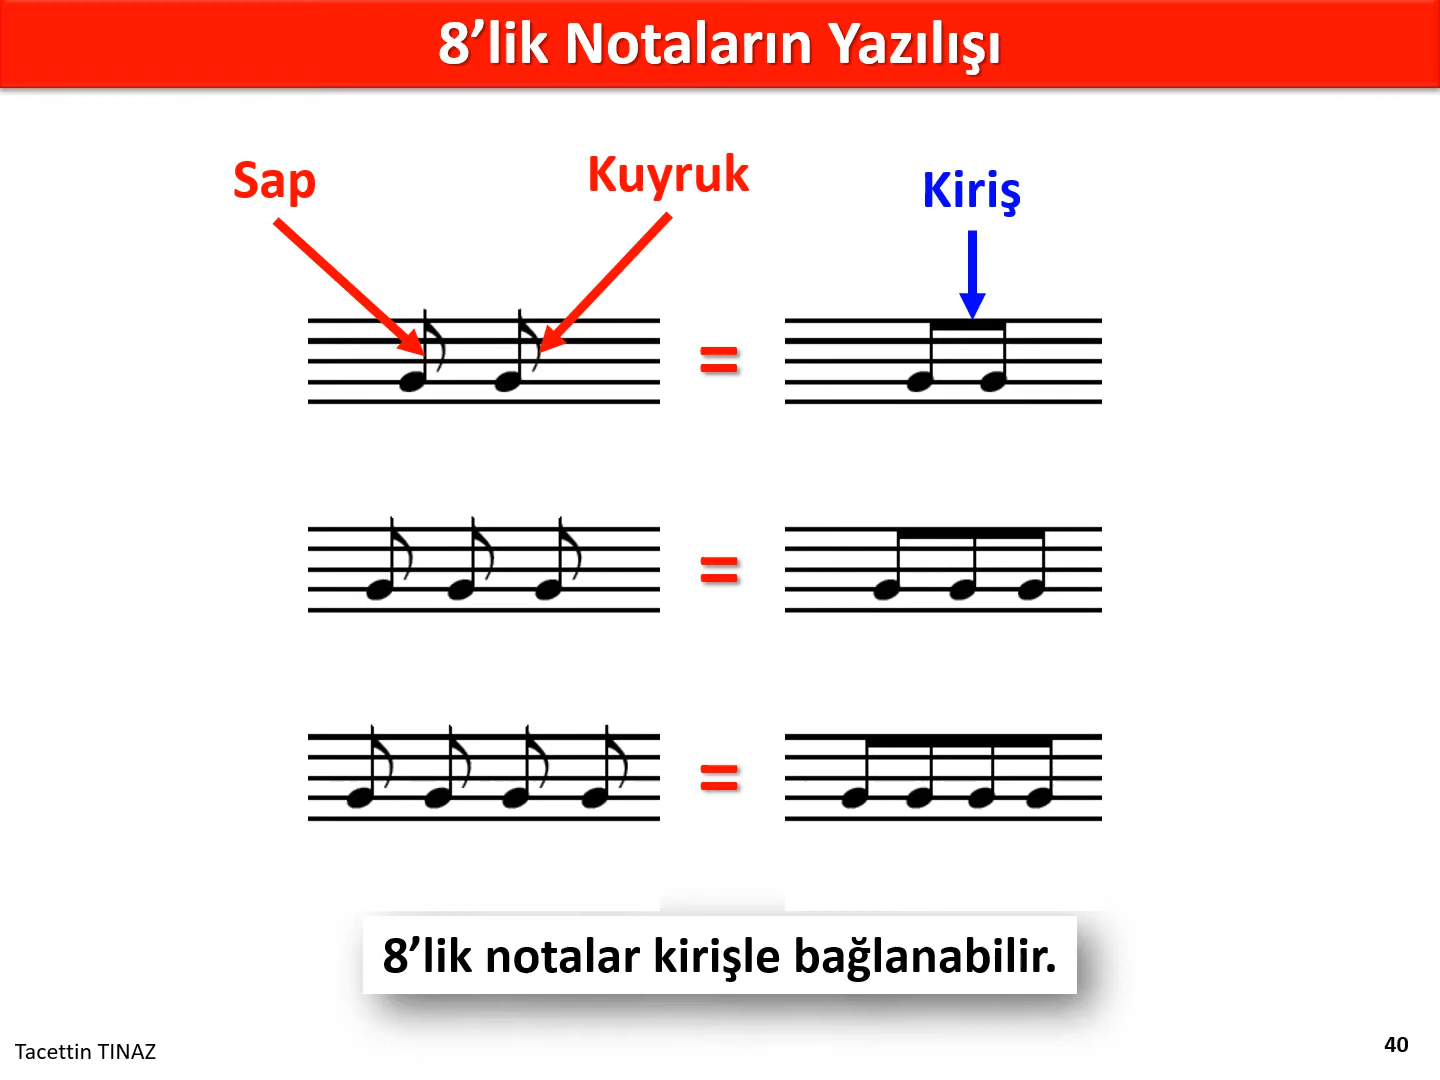 8’lik Notaların Yazılışı
Sap
Kuyruk
Kiriş
=
=
=
8’lik notalar kirişle bağlanabilir.
Tacettin TINAZ
40